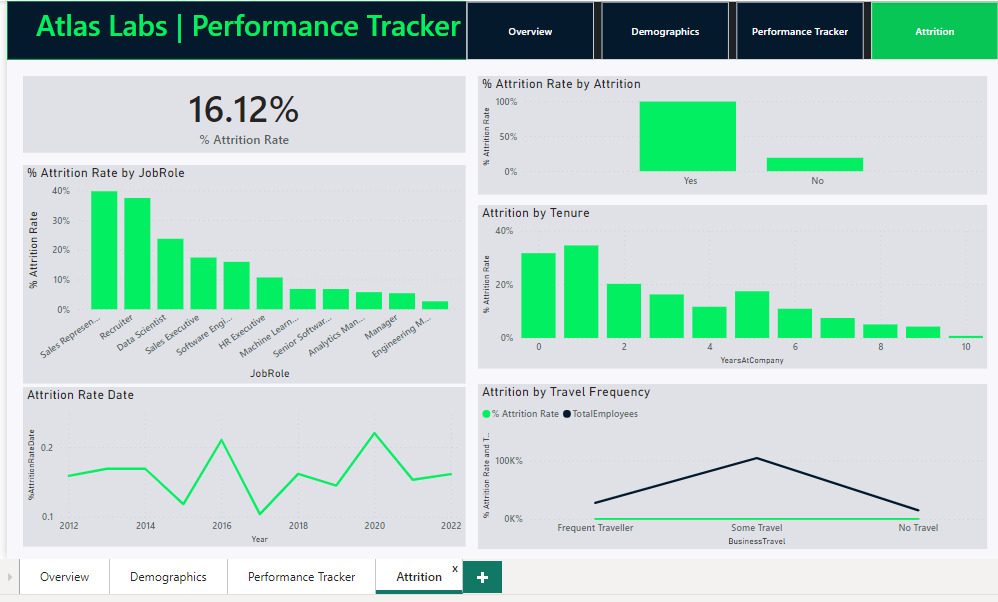 Atlas Labs | Performance Tracker
Overview
Demographics
Performance Tracker
Attrition
16.12%
% Attrition Rate
% Attrition Rate by JobRole
% Attrition Rate
40%
30%
20%
10%
0%
Sales Represen...
Recruiter
Data Scientist
Sales Executive
Software Engi...
HR Executive
Machine Learn...
Senior Softwar...
Analytics Man...
Manager
Engineering M...
JobRole
Attrition Rate Date
%AttritionRateDate
0.2
0.1
2012
2014
2016
2018
2020
2022
Year
% Attrition Rate by Attrition
% Attrition Rate
100%
50%
0%
Yes
No
Attrition by Tenure
% Attrition Rate
40%
20%
0%
0
2
4
6
8
10
YearsAtCompany
Attrition by Travel Frequency
% Attrition Rate
TotalEmployees
% Attrition Rate and T...
100K%
0K%
Frequent Traveller
Some Travel
No Travel
BusinessTravel
Overview
Demographics
Performance Tracker
Attrition
x
+